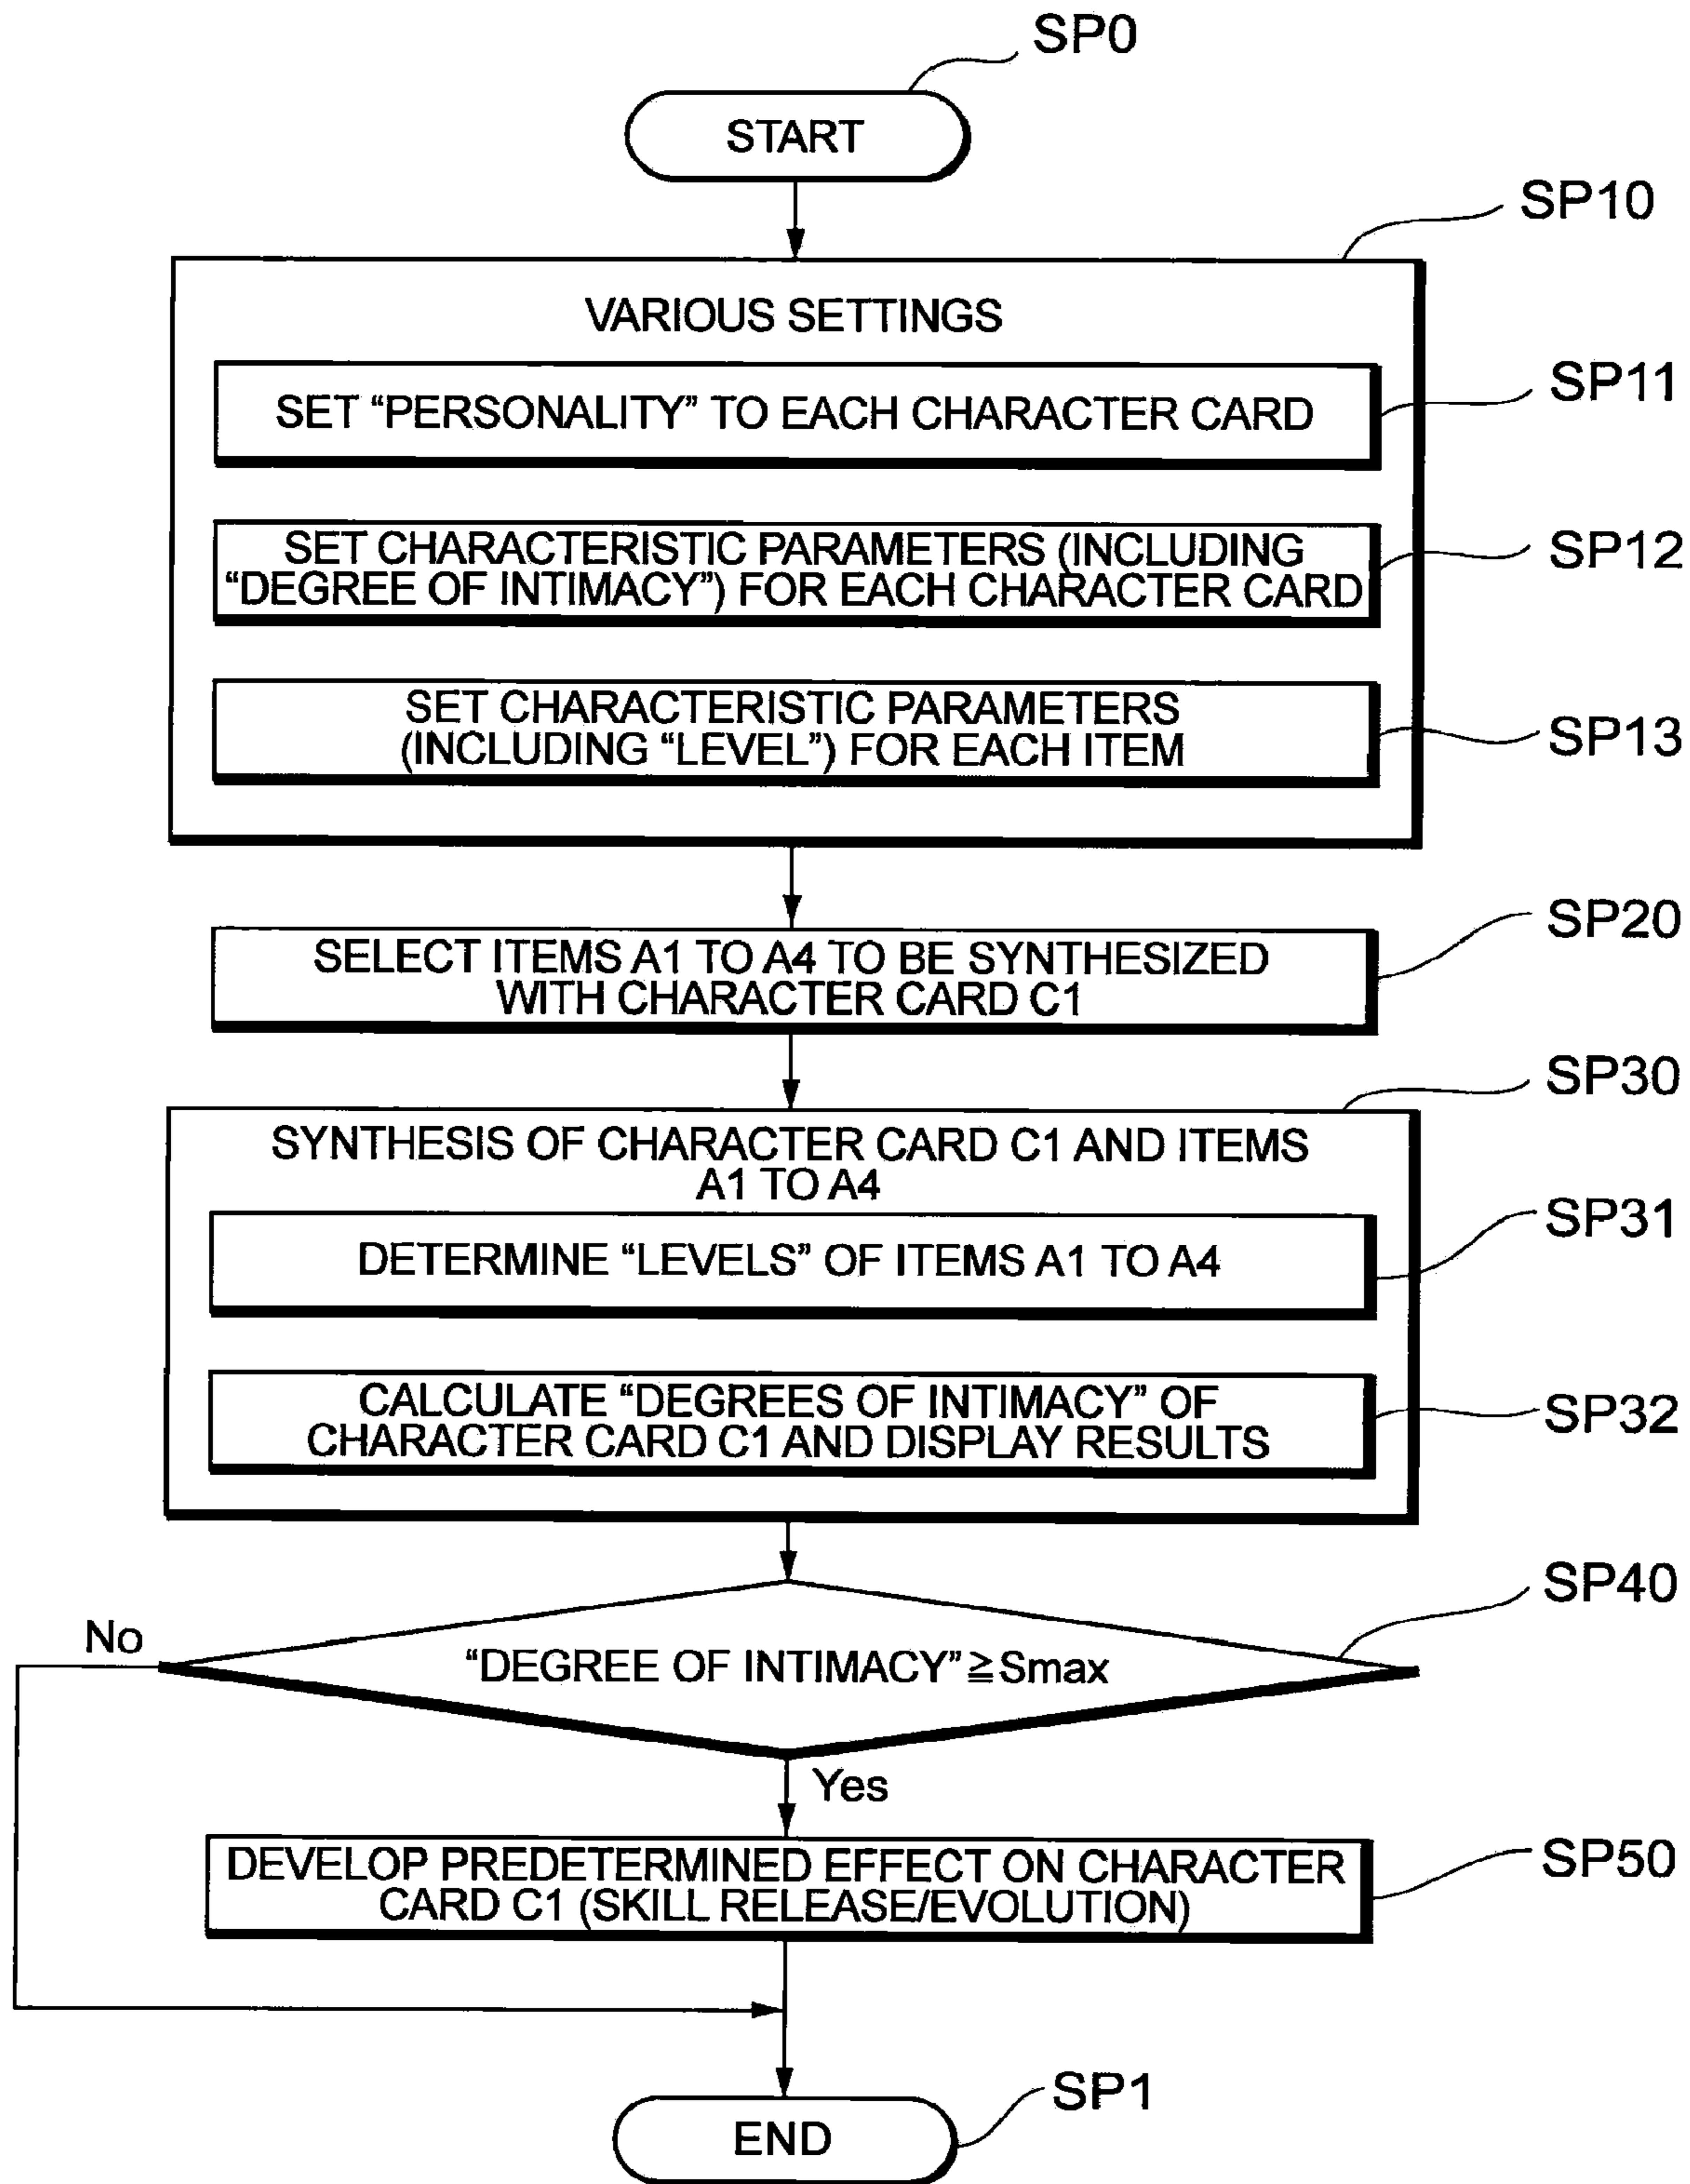 SP0
START
SP10
VARIOUS SETTINGS
SET “PERSONALITY” TO EACH CHARACTER CARD
SP11
SET CHARACTERISTIC PARAMETERS (INCLUDING
“DEGREE OF INTIMACY”) FOR EACH CHARACTER CARD
SP12
SET CHARACTERISTIC PARAMETERS
(INCLUDING “LEVEL”) FOR EACH ITEM
SP13
SELECT ITEMS A1 TO A4 TO BE SYNTHESIZED
WITH CHARACTER CARD C1
SP20
SP30
SYNTHESIS OF CHARACTER CARD C1 AND ITEMS
A1 TO A4
DETERMINE “LEVELS” OF ITEMS A1 TO A4
SP31
CALCULATE “DEGREES OF INTIMACY” OF
CHARACTER CARD C1 AND DISPLAY RESULTS
SP32
SP40
No
“DEGREE OF INTIMACY”≧Smax
Yes
DEVELOP PREDETERMINED EFFECT ON CHARACTER
CARD C1 (SKILL RELEASE/EVOLUTION)
SP50
SP1
END